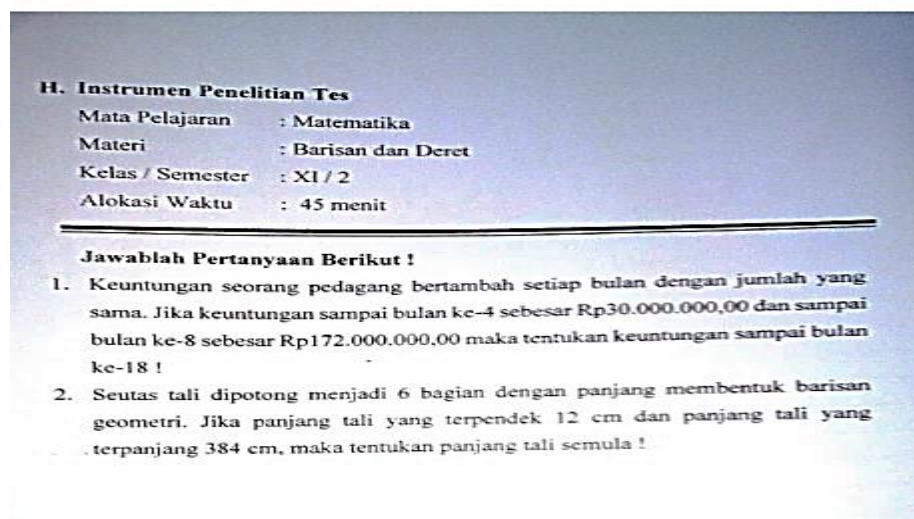 H. Instrumen Penelitian Tes
Mata Pelajaran : Matematika
Materi : Barisan dan Deret
Kelas / Semester : XI / 2
Alokasi Waktu : 45 menit
Jawablah Pertanyaan Berikut !
1. Keuntungan seorang pedagang bertambah setiap bulan dengan jumlah yang
sama. Jika keuntungan sampai bulan ke-4 sebesar Rp30.000.000,00 dan sampai
bulan ke-8 sebesar Rp172.000.000,00 maka tentukan keuntungan sampai bulan
ke-18 !
2. Seutas tali dipotong menjadi 6 bagian dengan panjang membentuk barisan
geometri. Jika panjang tali yang terpendek 12 cm dan panjang tali yang
terpanjang 384 cm, maka tentukan panjang tali semula !